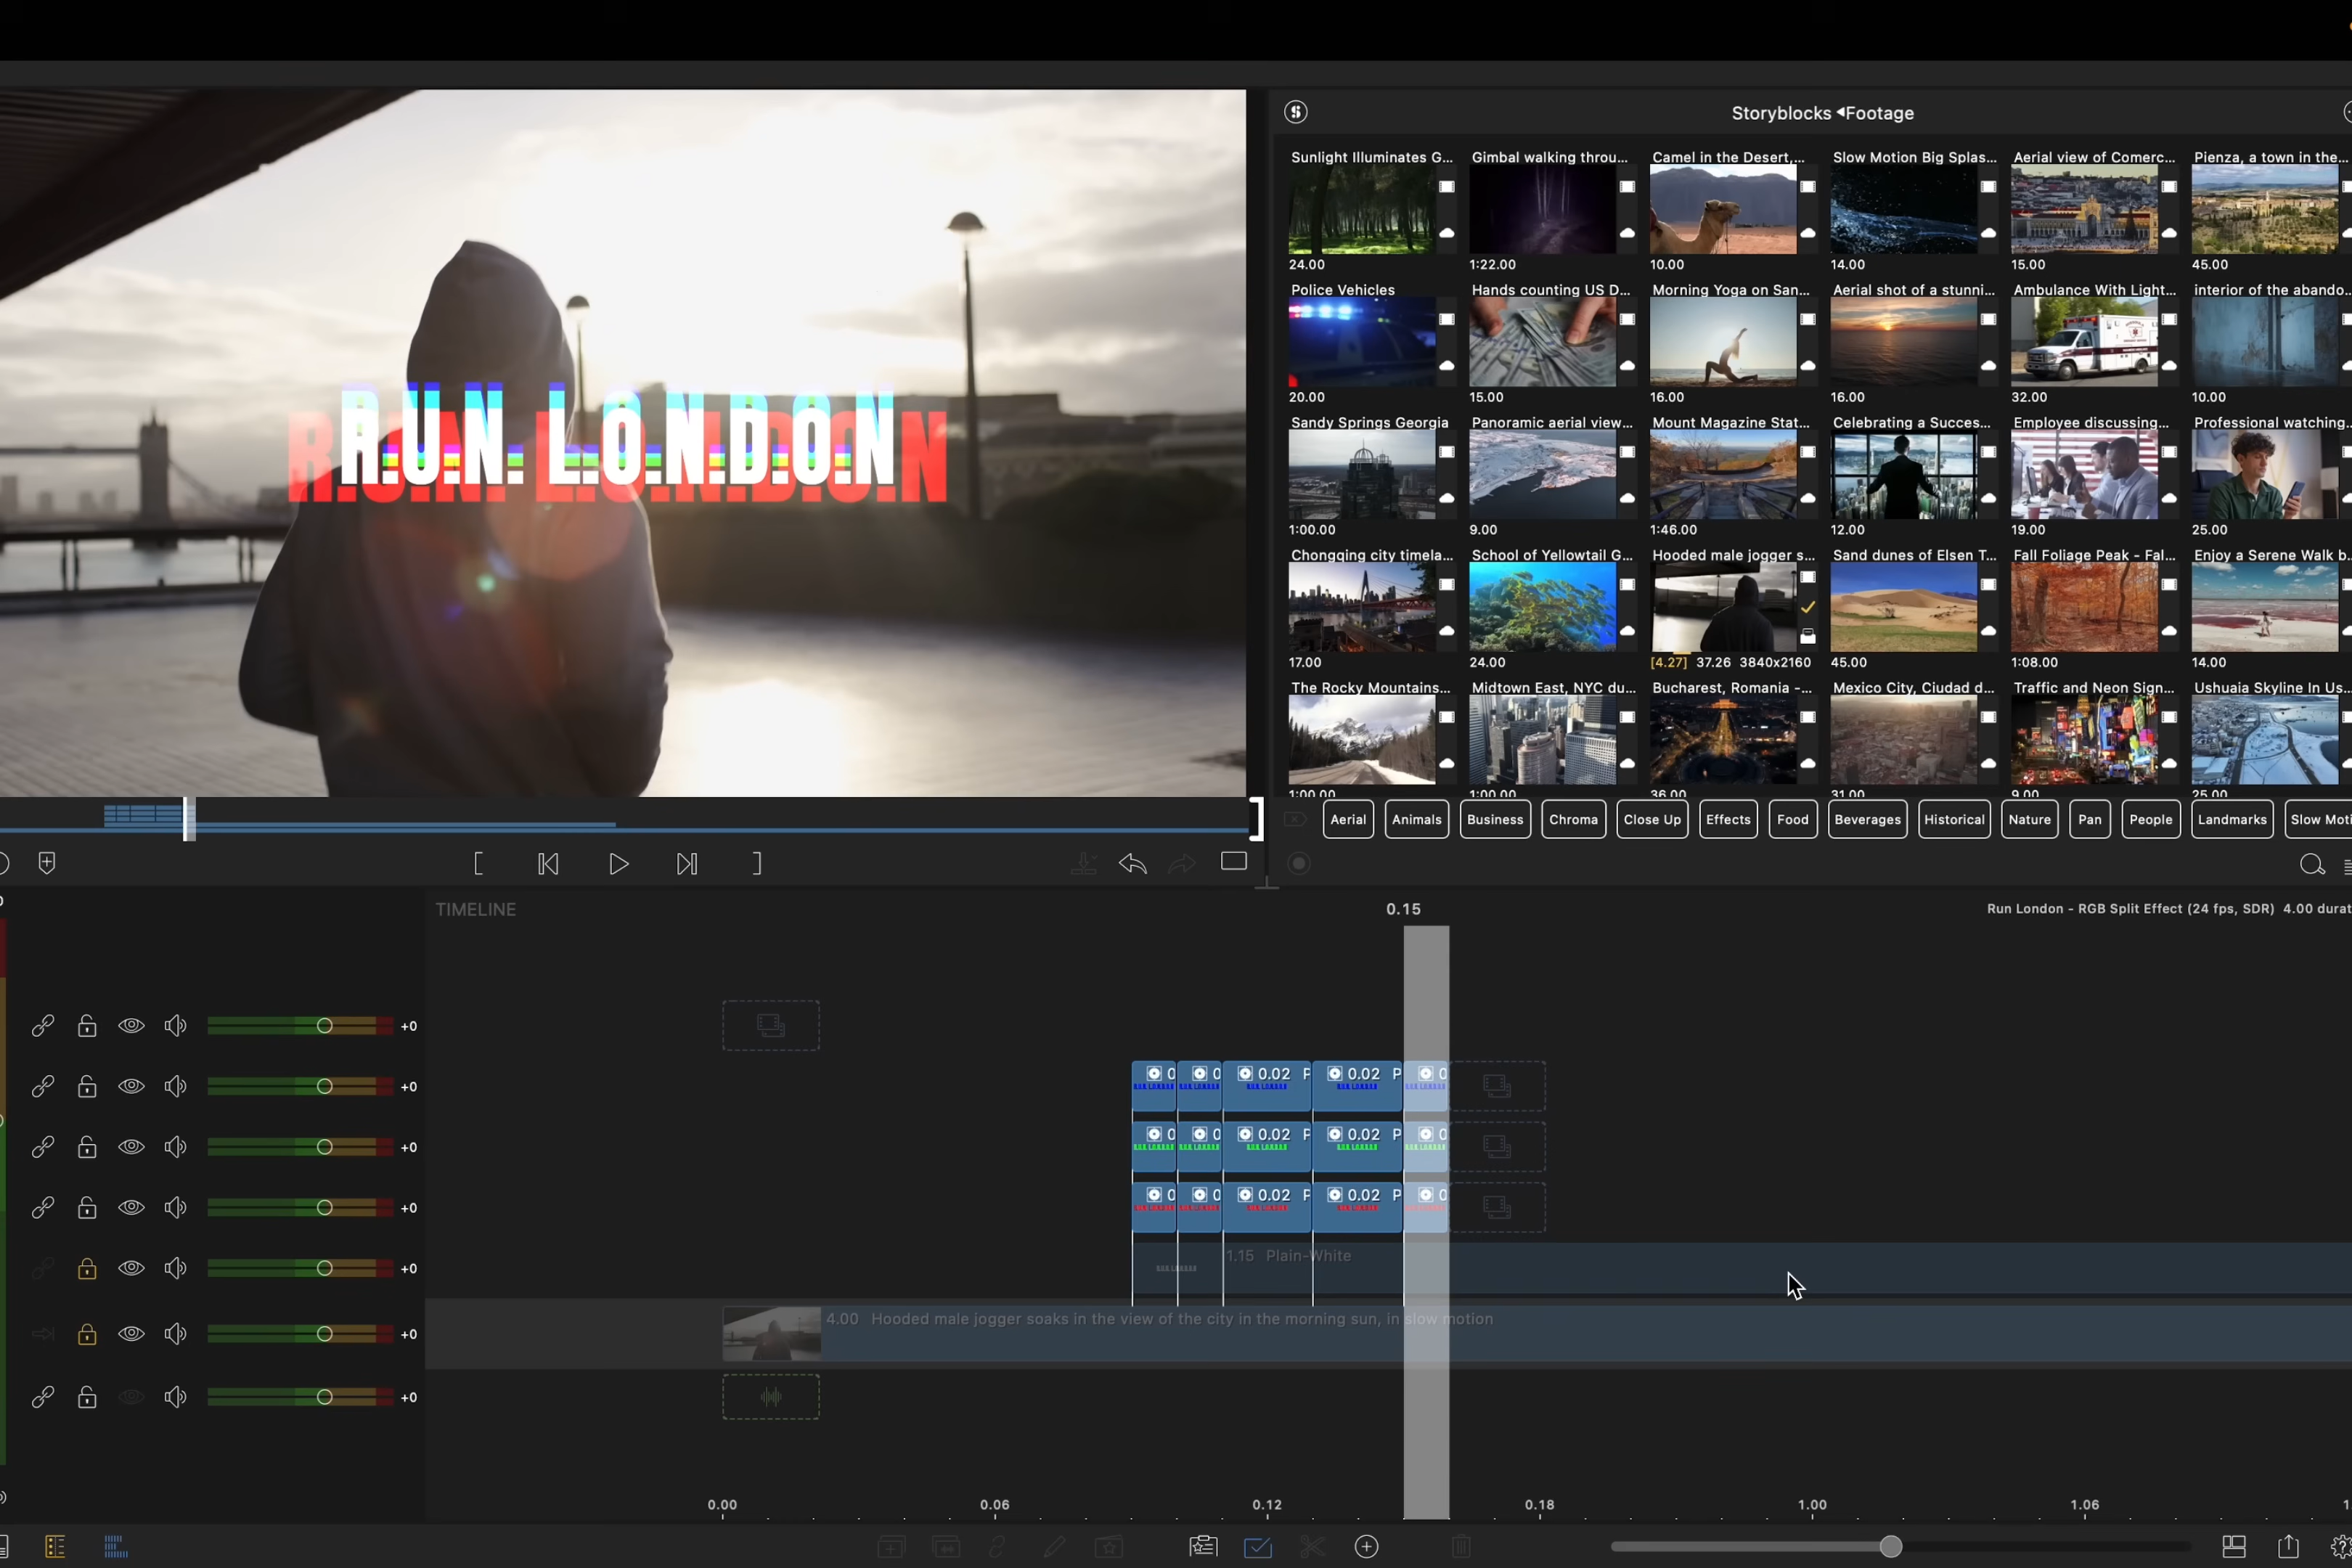 Storyblocks ◀Footage
Sunlight Illuminates G... Gimbal walking throu... Camel in the Desert,... Slow Motion Big Splas... Aerial view of Comerc... Pienza, a town in the...
24.00 1:22.00 10.00 14.00 15.00 45.00
Police Vehicles Hands counting US D... Morning Yoga on San... Aerial shot of a stunni... Ambulance With Light... interior of the abando...
20.00 15.00 16.00 16.00 32.00 10.00
Sandy Springs Georgia Panoramic aerial view... Mount Magazine Stat... Celebrating a Succes... Employee discussing... Professional watching...
1:00.00 9.00 1:46.00 12.00 19.00 25.00
Chongqing city timela... School of Yellowtail G... Hooded male jogger s... Sand dunes of Elsen T... Fall Foliage Peak - Fal... Enjoy a Serene Walk b...
17.00 24.00 [4.27] 37.26 3840x2160 45.00 1:08.00 14.00
The Rocky Mountains... Midtown East, NYC du... Bucharest, Romania -... Mexico City, Ciudad d... Traffic and Neon Sign... Ushuaia Skyline In Us...
1:00.00 1:00.00 36.00 31.00 9.00 25.00
R.U.N. L.O.N.D.O.N
Aerial Animals Business Chroma Close Up Effects Food Beverages Historical Nature Pan People Landmarks Slow Moti
TIMELINE 0.15 Run London - RGB Split Effect (24 fps, SDR) 4.00 durat
+0
+0 0.02 P 0.02 P
+0 0.02 P 0.02 P
+0 0.02 P 0.02 P
+0 1.15 Plain-White
+0 4.00 Hooded male jogger soaks in the view of the city in the morning sun, in slow motion
+0
0.00 0.06 0.12 0.18 1.00 1.06